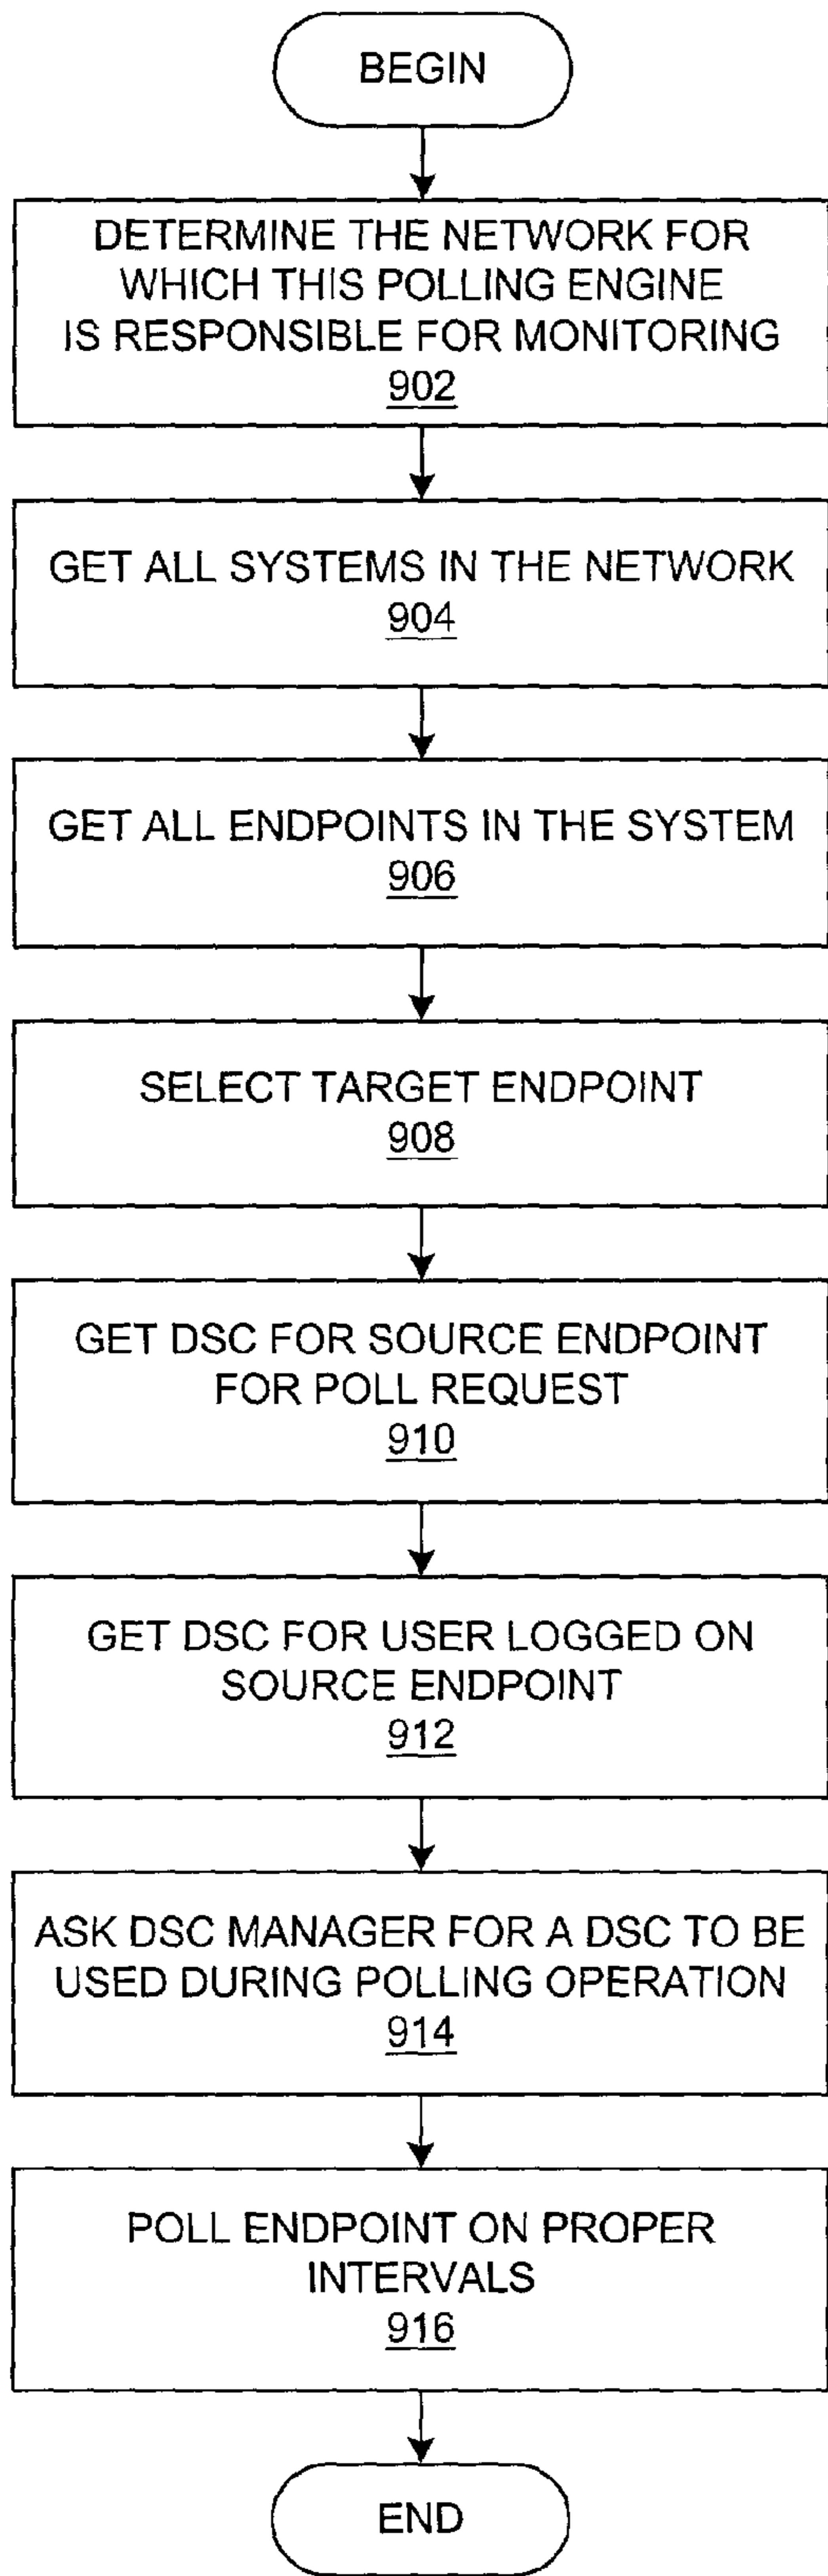 BEGIN
DETERMINE THE NETWORK FOR
WHICH THIS POLLING ENGINE
IS RESPONSIBLE FOR MONITORING
902
GET ALL SYSTEMS IN THE NETWORK
904
GET ALL ENDPOINTS IN THE SYSTEM
906
SELECT TARGET ENDPOINT
908
GET DSC FOR SOURCE ENDPOINT
FOR POLL REQUEST
910
GET DSC FOR USER LOGGED ON
SOURCE ENDPOINT
912
ASK DSC MANAGER FOR A DSC TO BE
USED DURING POLLING OPERATION
914
POLL ENDPOINT ON PROPER
INTERVALS
916
END